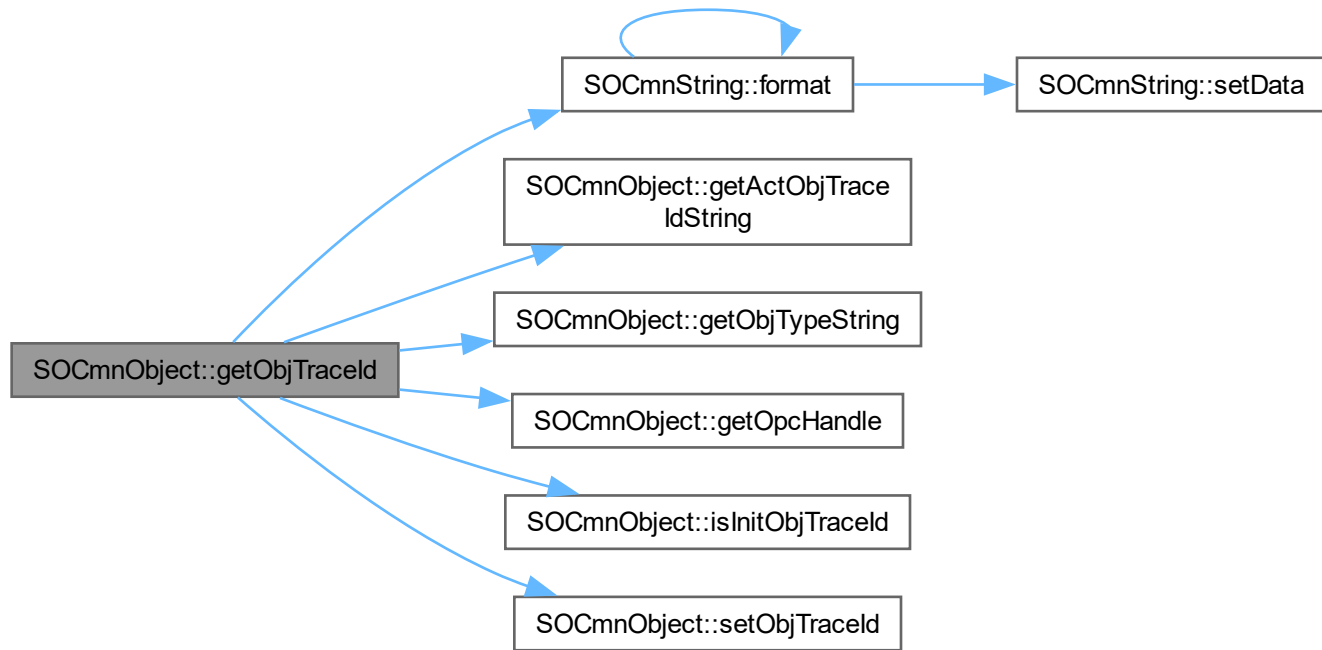 SOCmnString::format
SOCmnString::setData
SOCmnObject::getActObjTrace
IdString
SOCmnObject::getObjTypeString
SOCmnObject::getObjTraceId
SOCmnObject::getOpcHandle
SOCmnObject::isInitObjTraceId
SOCmnObject::setObjTraceId